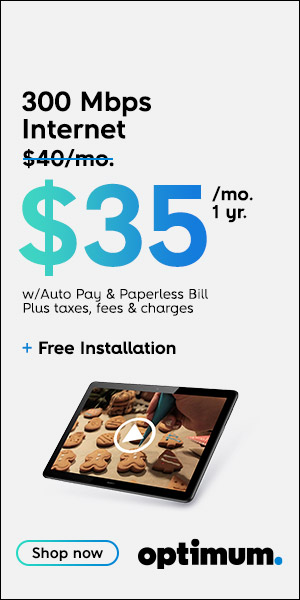 300 Mbps
Internet
$40/mo.
$35 /mo.
1 yr.
w/Auto Pay & Paperless Bill
Plus taxes, fees & charges
+ Free Installation
Shop now
optimum.